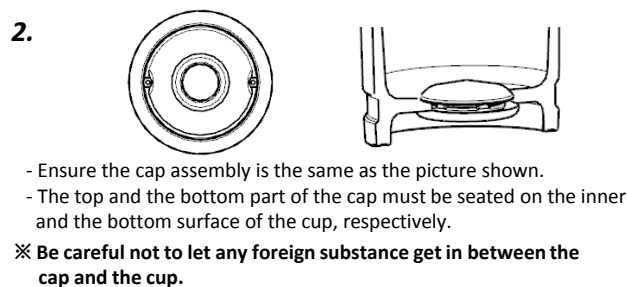 2.
- Ensure the cap assembly is the same as the picture shown.
- The top and the bottom part of the cap must be seated on the inner
and the bottom surface of the cup, respectively.
※ Be careful not to let any foreign substance get in between the
cap and the cup.